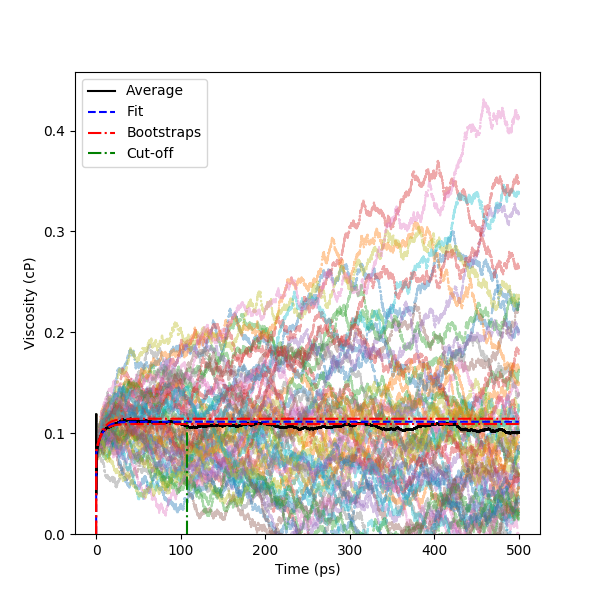 Average
Fit
Bootstraps
Cut-off
0.4
0.3
0.2
0.1
0.0
Viscosity (cP)
0 100 200 300 400 500
Time (ps)